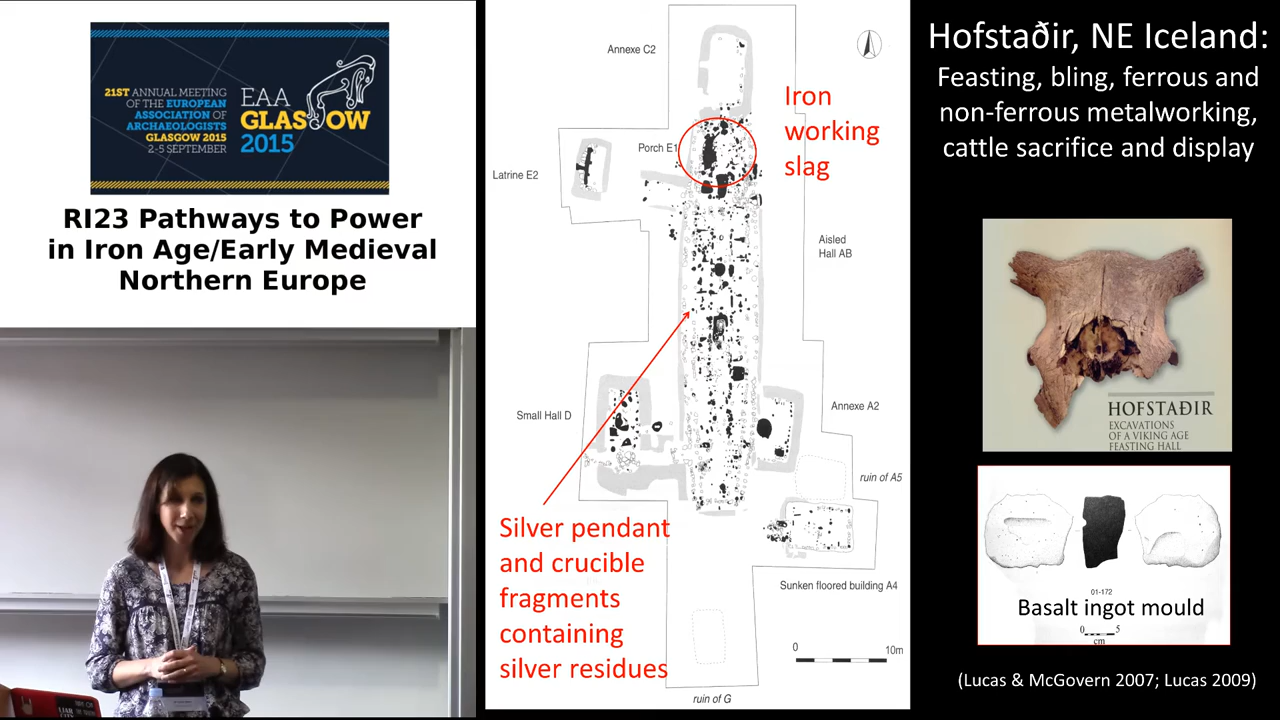 21ST ANNUAL MEETING
OF THE EUROPEAN
ASSOCIATION OF
ARCHAEOLOGISTS
GLASGOW 2015
2-5 SEPTEMBER
EAA
GLASGOW
2015
RI23 Pathways to Power
in Iron Age/Early Medieval
Northern Europe
Annexe C2
Iron
working
slag
Porch E1
Latrine E2
Aisled
Hall AB
Small Hall D
Annexe A2
ruin of A5
Silver pendant
and crucible
fragments
containing
silver residues
Sunken floored building A4
0 10m
ruin of G
Hofstaðir, NE Iceland:
Feasting, bling, ferrous and
non-ferrous metalworking,
cattle sacrifice and display
HOFSTAÐIR
EXCAVATIONS
OF A VIKING AGE
FEASTING HALL
01-172
Basalt ingot mould
0 5
cm
(Lucas & McGovern 2007; Lucas 2009)